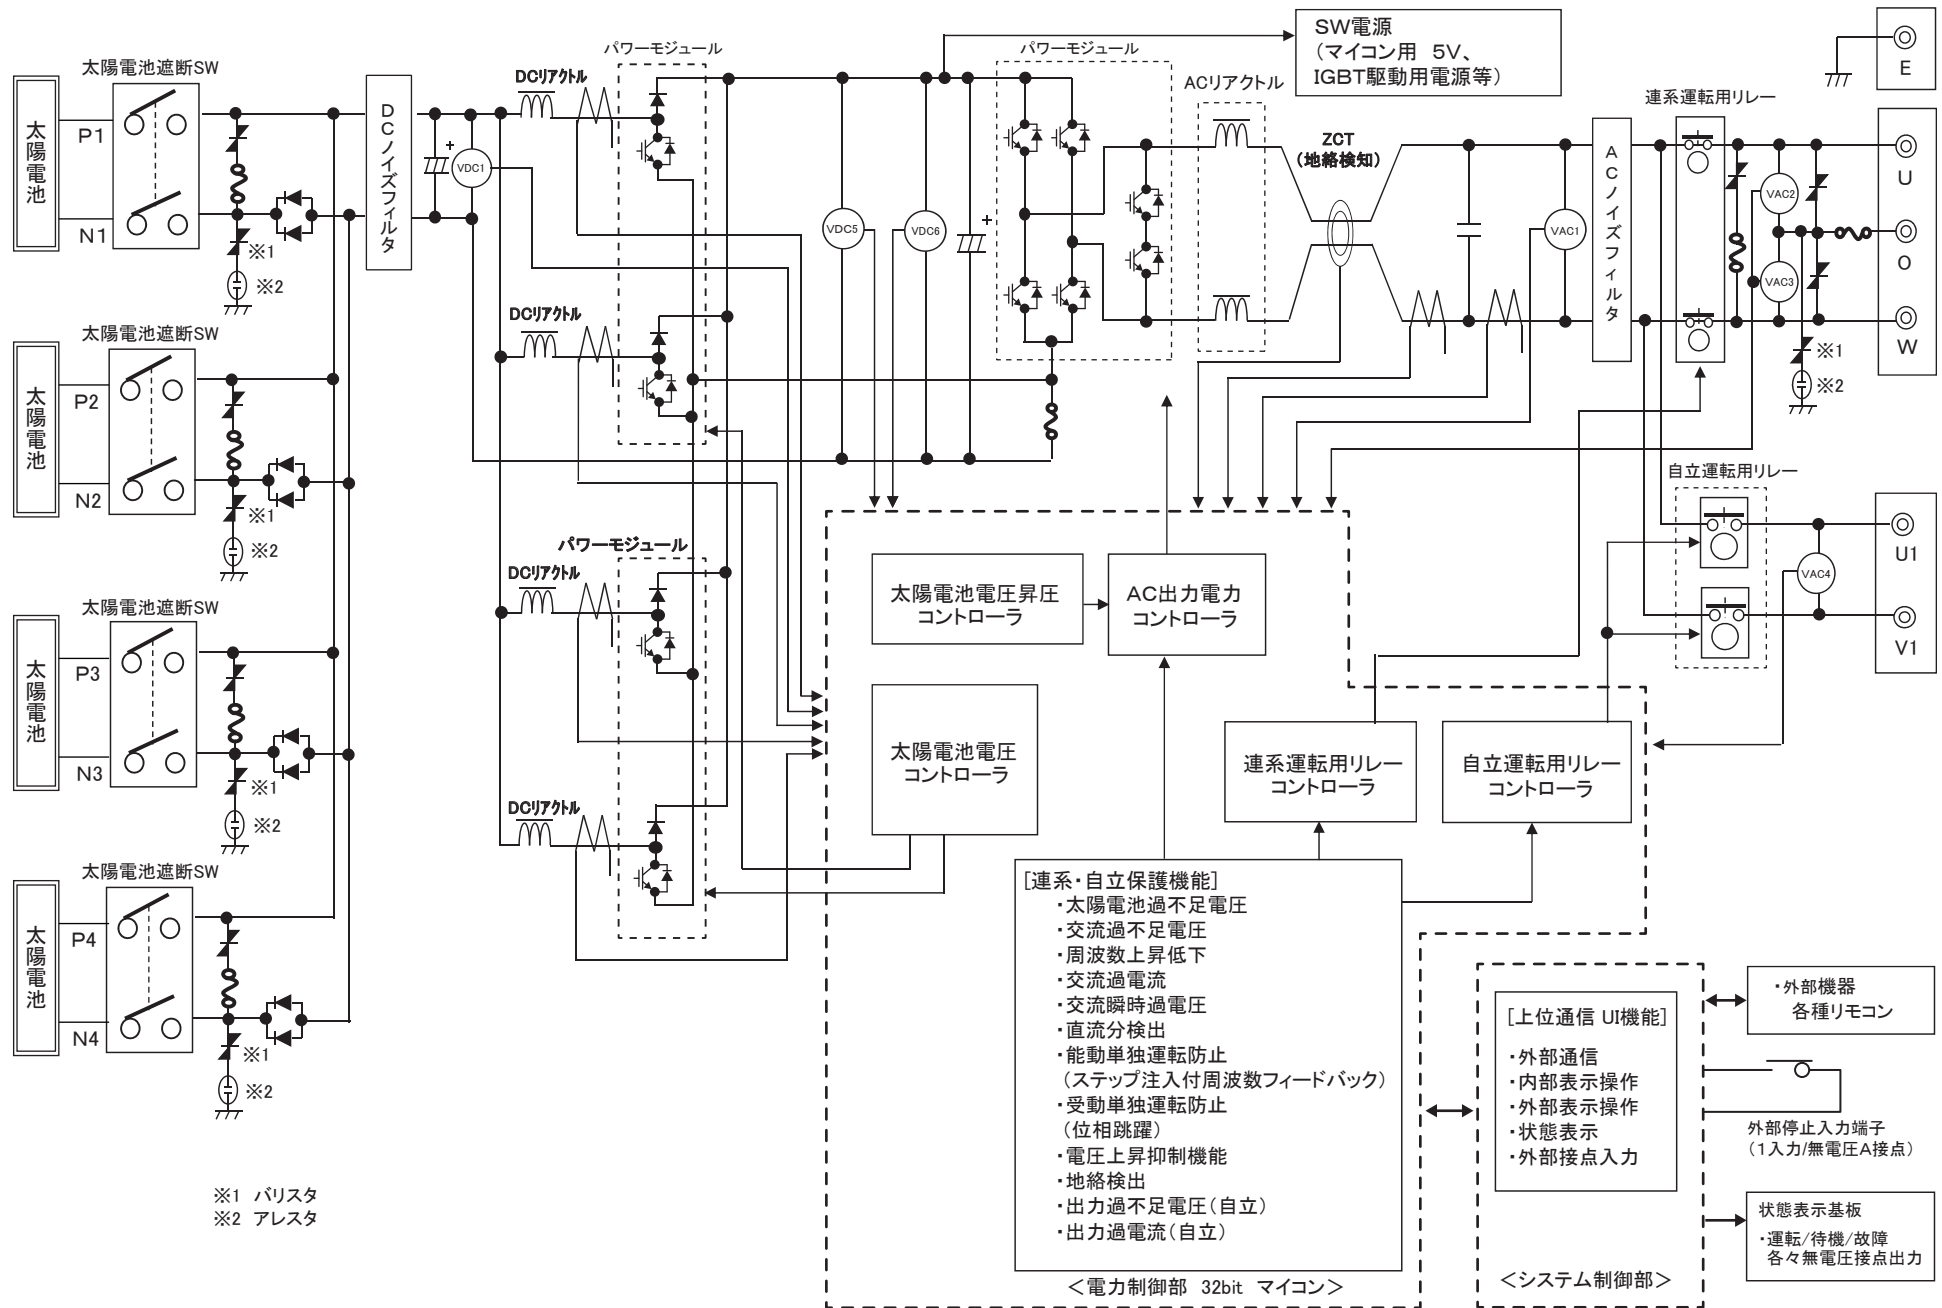 太陽電池遮断SW
太陽電池
P1
N1
※1
※2
太陽電池遮断SW
太陽電池
P2
N2
※1
※2
太陽電池遮断SW
太陽電池
P3
N3
※1
※2
太陽電池遮断SW
太陽電池
P4
N4
※1
※2
※1 バリスタ
※2 アレスタ
DCノイズフィルタ
+
VDC1
DCリアクトル
パワーモジュール
DCリアクトル
パワーモジュール
DCリアクトル
DCリアクトル
VDC5
VDC6
+
パワーモジュール
SW電源
(マイコン用 5V、
IGBT駆動用電源等)
ACリアクトル
ZCT
(地絡検知)
VAC1
ACノイズフィルタ
連系運転用リレー
VAC2
VAC3
※1
※2
E
U
O
W
自立運転用リレー
VAC4
U1
V1
太陽電池電圧昇圧
コントローラ
AC出力電力
コントローラ
太陽電池電圧
コントローラ
連系運転用リレー
コントローラ
自立運転用リレー
コントローラ
[連系・自立保護機能]
・太陽電池過不足電圧
・交流過不足電圧
・周波数上昇低下
・交流過電流
・交流瞬時過電圧
・直流分検出
・能動単独運転防止
(ステップ注入付周波数フィードバック)
・受動単独運転防止
(位相跳躍)
・電圧上昇抑制機能
・地絡検出
・出力過不足電圧(自立)
・出力過電流(自立)
＜電力制御部 32bit マイコン＞
[上位通信 UI機能]
・外部通信
・内部表示操作
・外部表示操作
・状態表示
・外部接点入力
＜システム制御部＞
・外部機器
各種リモコン
外部停止入力端子
(1入力/無電圧A接点)
状態表示基板
・運転/待機/故障
各々無電圧接点出力